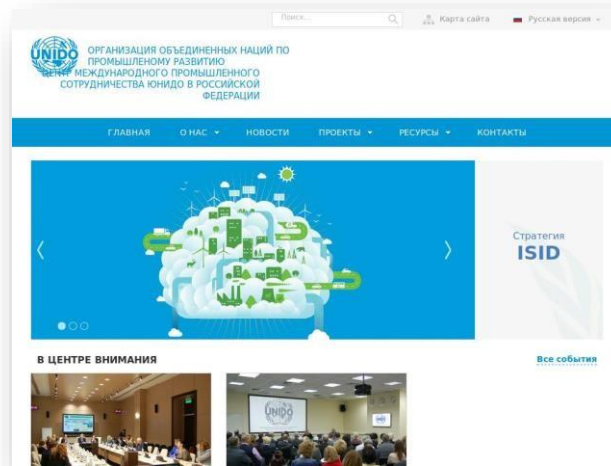 Поиск...
Карта сайта
Русская версия
UNIDO
ОРГАНИЗАЦИЯ ОБЪЕДИНЕННЫХ НАЦИЙ ПО
ПРОМЫШЛЕНОМУ РАЗВИТИЮ
ЦЕНТР МЕЖДУНАРОДНОГО ПРОМЫШЛЕННОГО
СОТРУДНИЧЕСТВА ЮНИДО В РОССИЙСКОЙ
ФЕДЕРАЦИИ
ГЛАВНАЯ О НАС НОВОСТИ ПРОЕКТЫ РЕСУРСЫ КОНТАКТЫ
Стратегия
ISID
В ЦЕНТРЕ ВНИМАНИЯ
Все события
UNIDO